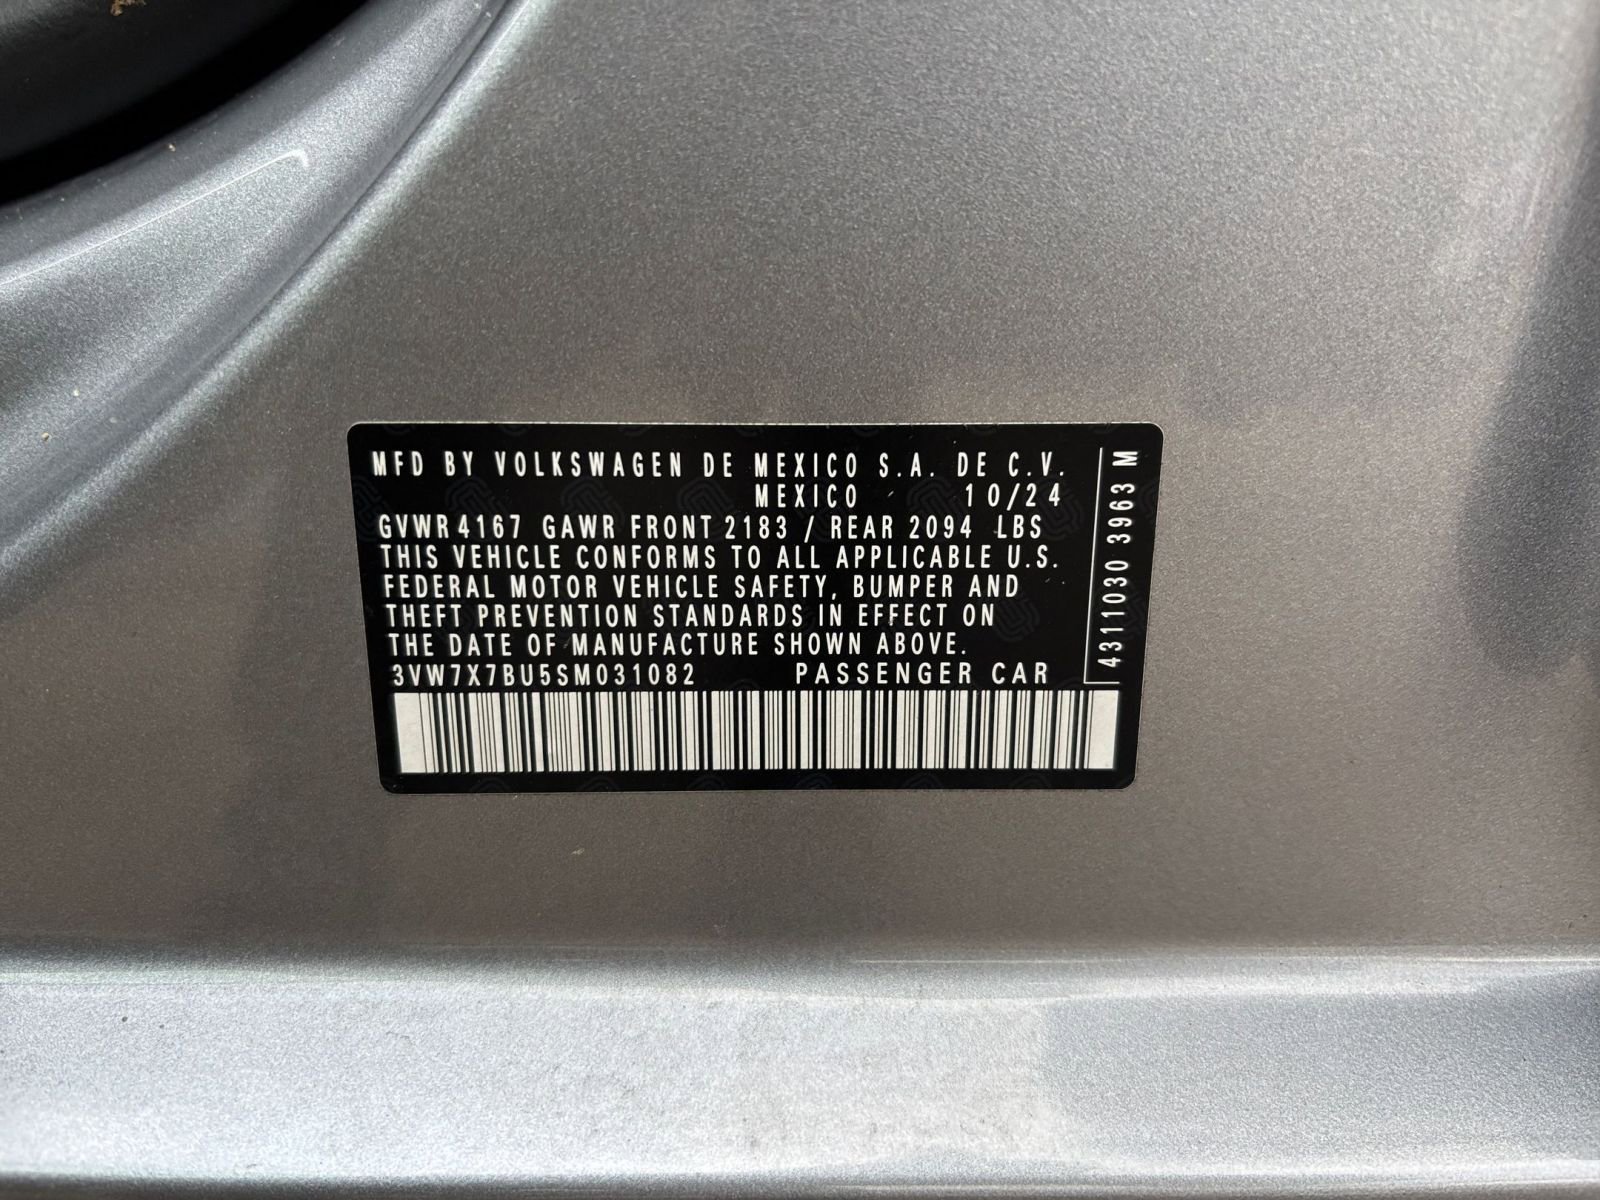 MFD BY VOLKSWAGEN DE MEXICO S.A. DE C.V.
MEXICO 10/24
GVWR 4167 GAWR FRONT 2183 / REAR 2094 LBS
THIS VEHICLE CONFORMS TO ALL APPLICABLE U.S.
FEDERAL MOTOR VEHICLE SAFETY, BUMPER AND
THEFT PREVENTION STANDARDS IN EFFECT ON
THE DATE OF MANUFACTURE SHOWN ABOVE.
3VW7X7BU5SM031082 PASSENGER CAR
4311030 3963 M